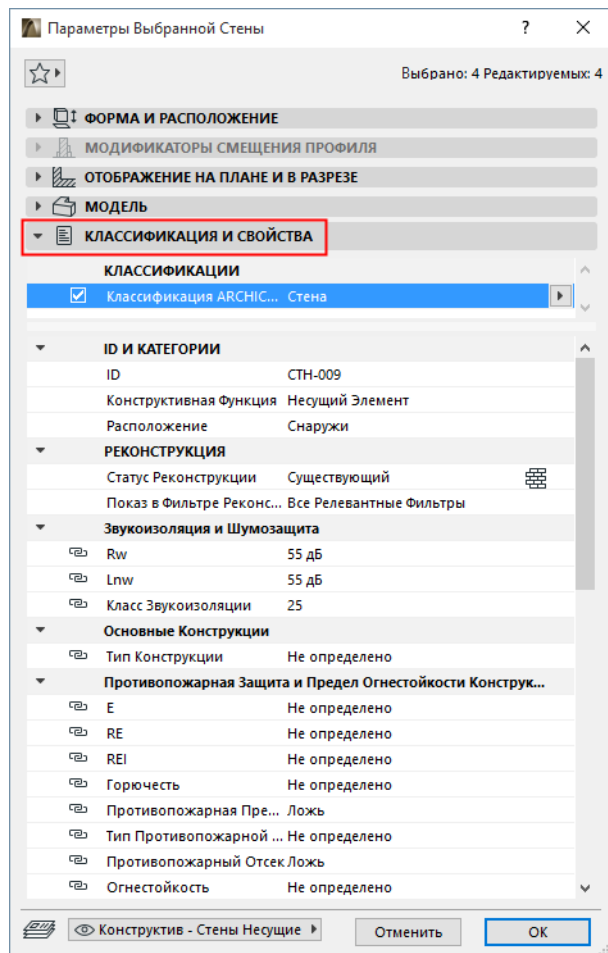 Параметры Выбранной Стены ? ×
Выбрано: 4 Редактируемых: 4
ФОРМА И РАСПОЛОЖЕНИЕ
МОДИФИКАТОРЫ СМЕЩЕНИЯ ПРОФИЛЯ
ОТОБРАЖЕНИЕ НА ПЛАНЕ И В РАЗРЕЗЕ
МОДЕЛЬ
КЛАССИФИКАЦИЯ И СВОЙСТВА
КЛАССИФИКАЦИИ
Классификация ARCHIC... Стена
ID И КАТЕГОРИИ
ID СТН-009
Конструктивная Функция Несущий Элемент
Расположение Снаружи
РЕКОНСТРУКЦИЯ
Статус Реконструкции Существующий
Показ в Фильтре Реконс... Все Релевантные Фильтры
Звукоизоляция и Шумозащита
Rw 55 дБ
Lnw 55 дБ
Класс Звукоизоляции 25
Основные Конструкции
Тип Конструкции Не определено
Противопожарная Защита и Предел Огнестойкости Конструк...
E Не определено
RE Не определено
REI Не определено
Горючесть Не определено
Противопожарная Пре... Ложь
Тип Противопожарной ... Не определено
Противопожарный Отсек Ложь
Огнестойкость Не определено
Конструктив - Стены Несущие Отменить ОК